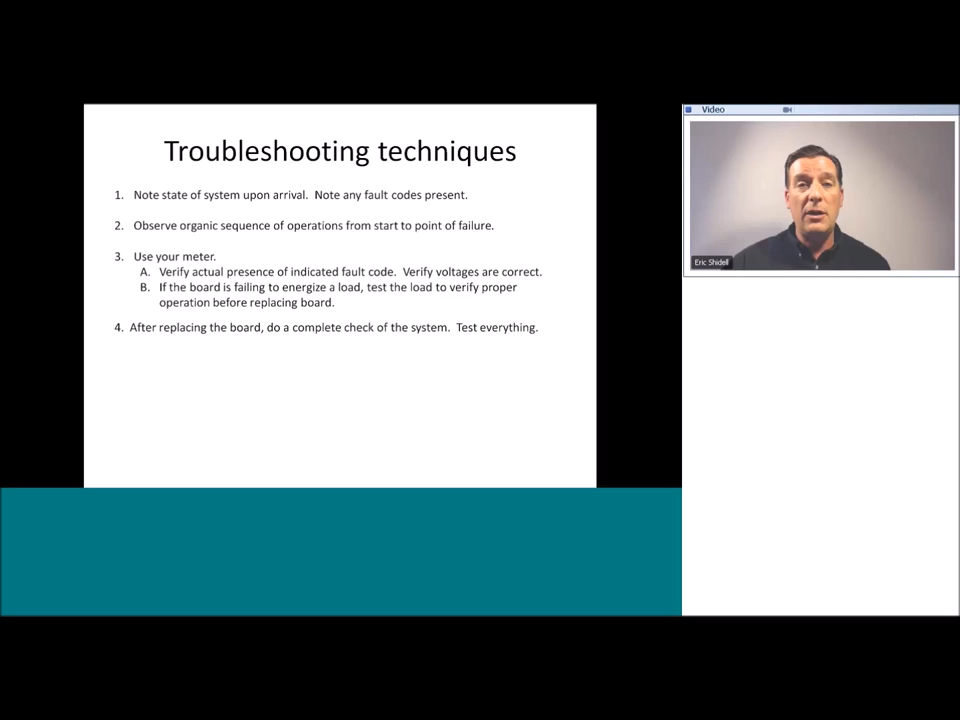 Troubleshooting techniques
1. Note state of system upon arrival. Note any fault codes present.
2. Observe organic sequence of operations from start to point of failure.
3. Use your meter.
A. Verify actual presence of indicated fault code. Verify voltages are correct.
B. If the board is failing to energize a load, test the load to verify proper
operation before replacing board.
4. After replacing the board, do a complete check of the system. Test everything.
Video
Eric Shidell